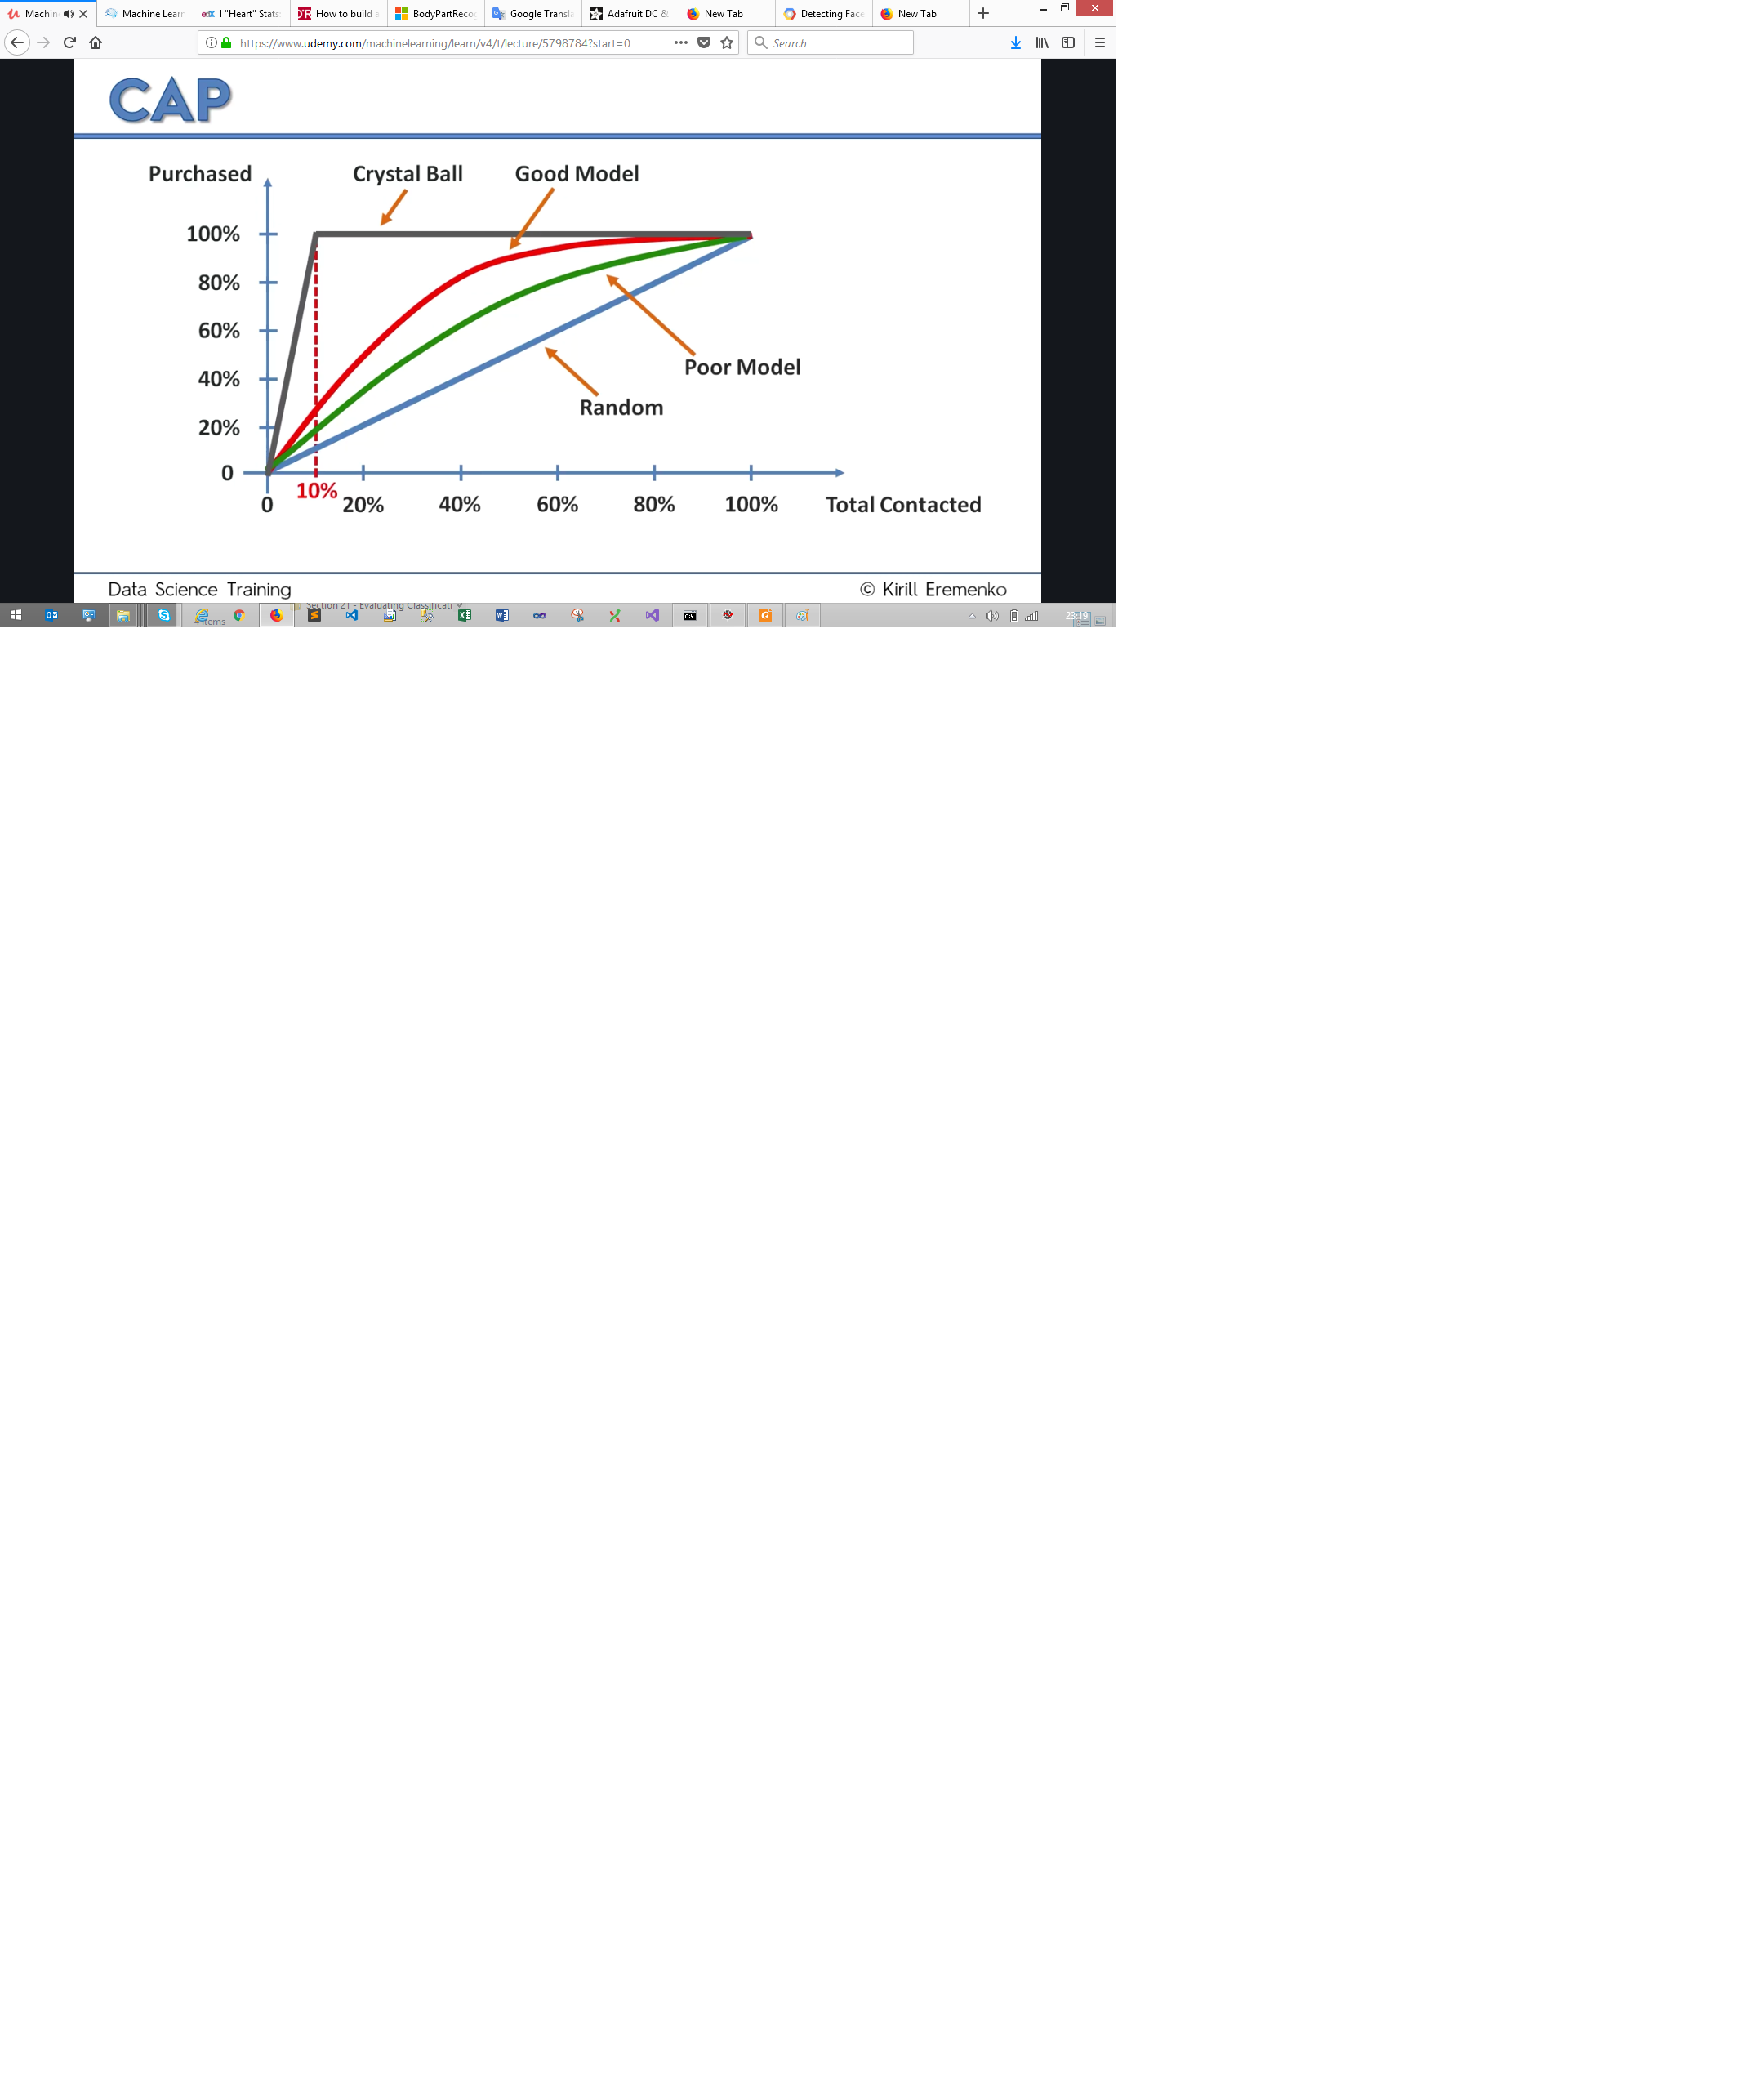 Machin
Machine Learn
I "Heart" Stats:
How to build a
BodyPartRecog
Google Transla
Adafruit DC &
New Tab
Detecting Face
New Tab
https://www.udemy.com/machinelearning/learn/v4/t/lecture/5798784?start=0
Search
CAP
Purchased
Crystal Ball
Good Model
100%
80%
60%
40%
20%
0
Poor Model
Random
10%
0
20%
40%
60%
80%
100%
Total Contacted
Data Science Training
© Kirill Eremenko
Section 21 - Evaluating Classificati
4 items
23:19